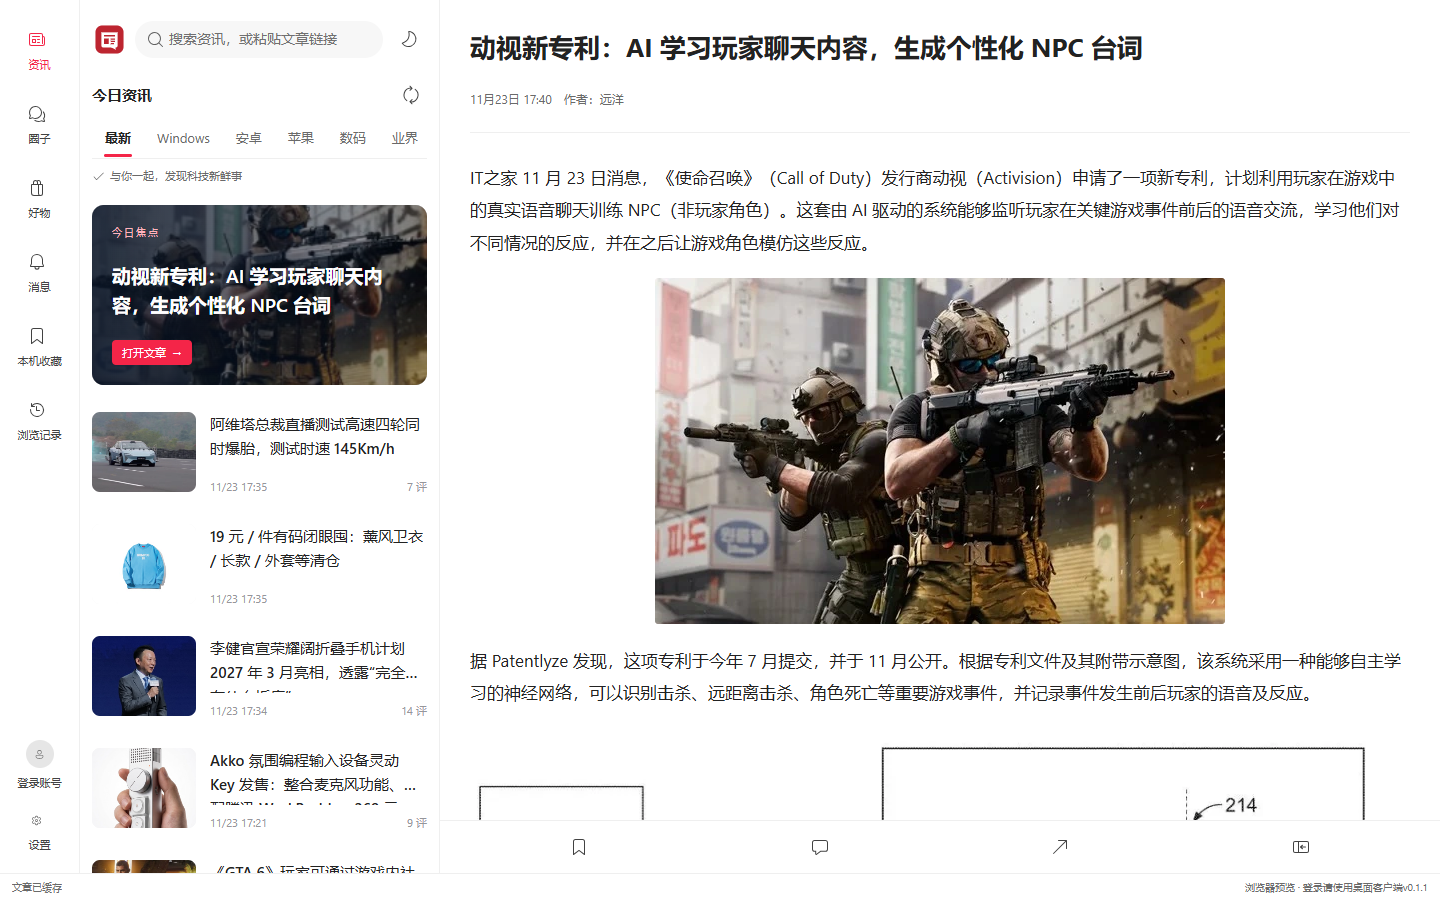 资讯
圈子
好物
消息
本机收藏
浏览记录
登录账号
设置
搜索资讯，或粘贴文章链接
今日资讯
最新 Windows 安卓 苹果 数码 业界
与你一起，发现科技新鲜事
今日焦点
动视新专利：AI 学习玩家聊天内
容，生成个性化 NPC 台词
打开文章 →
阿维塔总裁直播测试高速四轮同
时爆胎，测试时速 145Km/h
11/23 17:35 7 评
19 元 / 件有码闭眼囤：薰风卫衣
/ 长款 / 外套等清仓
11/23 17:35
李健官宣荣耀阔折叠手机计划
2027 年 3 月亮相，透露“完全...
11/23 17:34 14 评
Akko 氛围编程输入设备灵动
Key 发售：整合麦克风功能、...
11/23 17:21 9 评
《GTA 6》玩家可通过游戏内社
动视新专利：AI 学习玩家聊天内容，生成个性化 NPC 台词
11月23日 17:40 作者：远洋
IT之家 11 月 23 日消息，《使命召唤》（Call of Duty）发行商动视（Activision）申请了一项新专利，计划利用玩家在游戏中
的真实语音聊天训练 NPC（非玩家角色）。这套由 AI 驱动的系统能够监听玩家在关键游戏事件前后的语音交流，学习他们对
不同情况的反应，并在之后让游戏角色模仿这些反应。
据 Patentlyze 发现，这项专利于今年 7 月提交，并于 11 月公开。根据专利文件及其附带示意图，该系统采用一种能够自主学
习的神经网络，可以识别击杀、远距离击杀、角色死亡等重要游戏事件，并记录事件发生前后玩家的语音及反应。
214
文章已缓存
浏览器预览 · 登录请使用桌面客户端v0.1.1